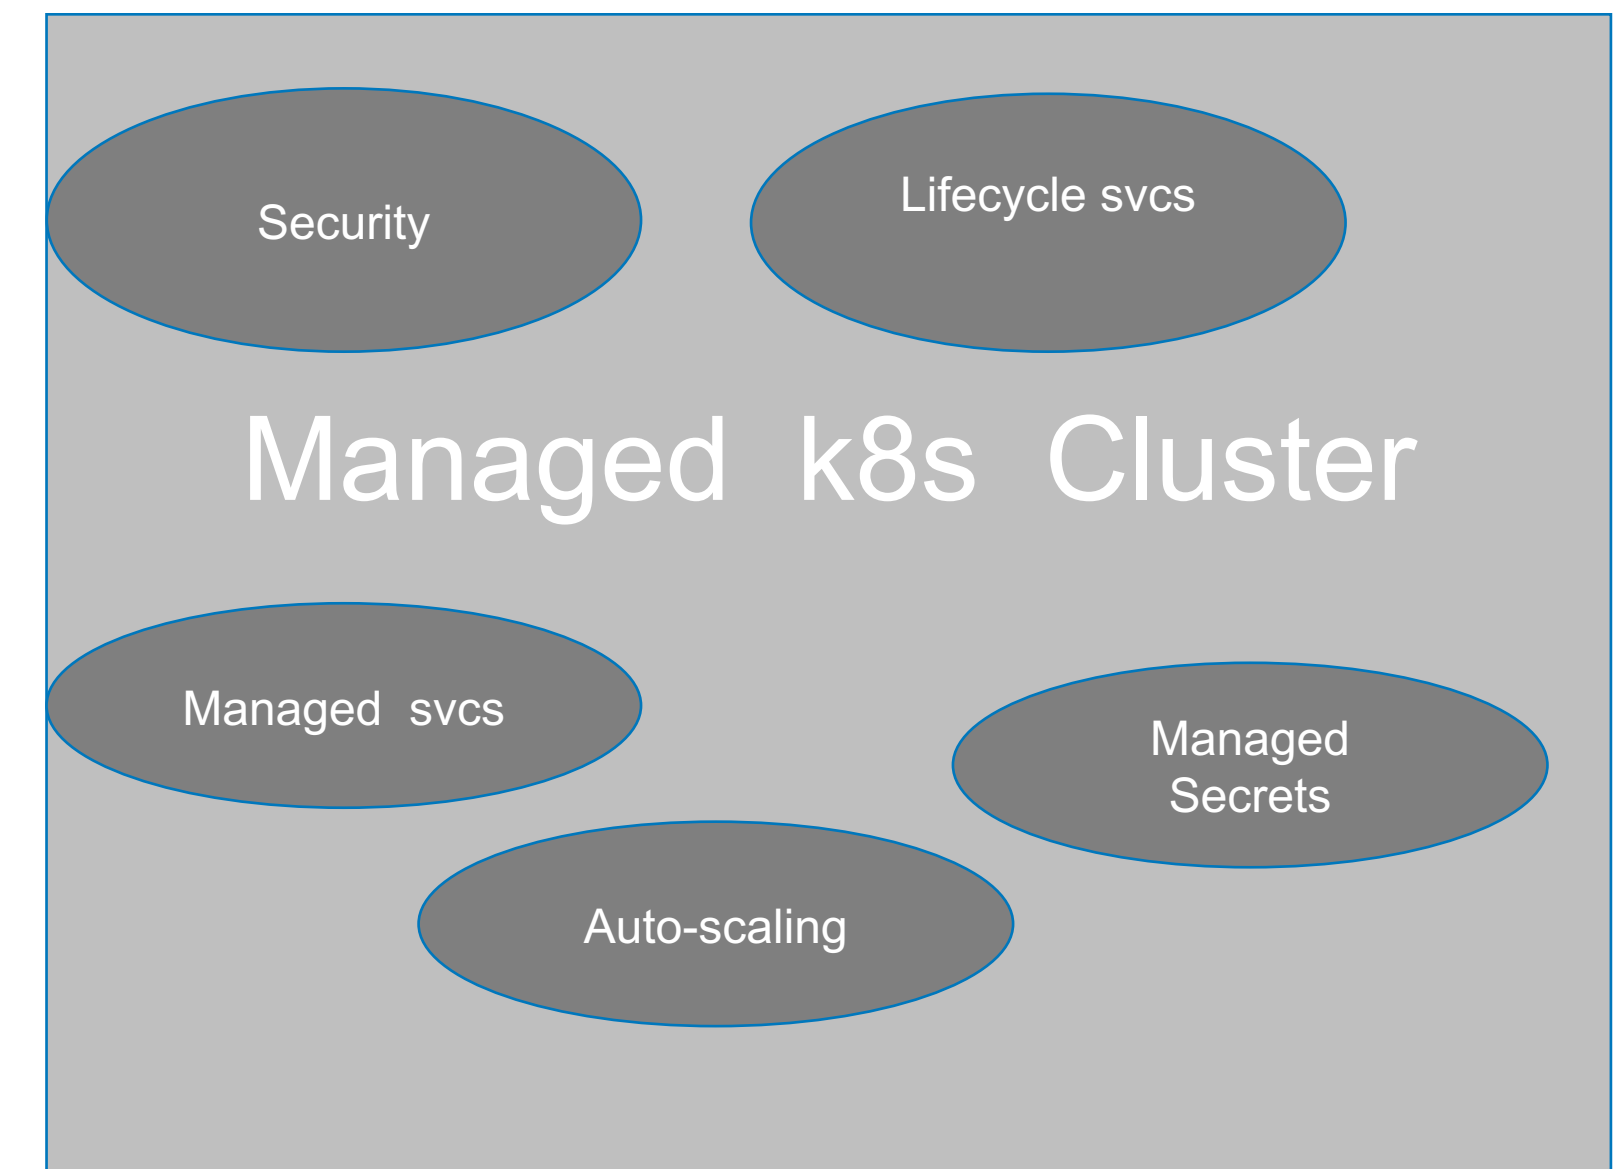 Security
Lifecycle svcs
Managed k8s Cluster
Managed svcs
Managed
Secrets
Auto-scaling